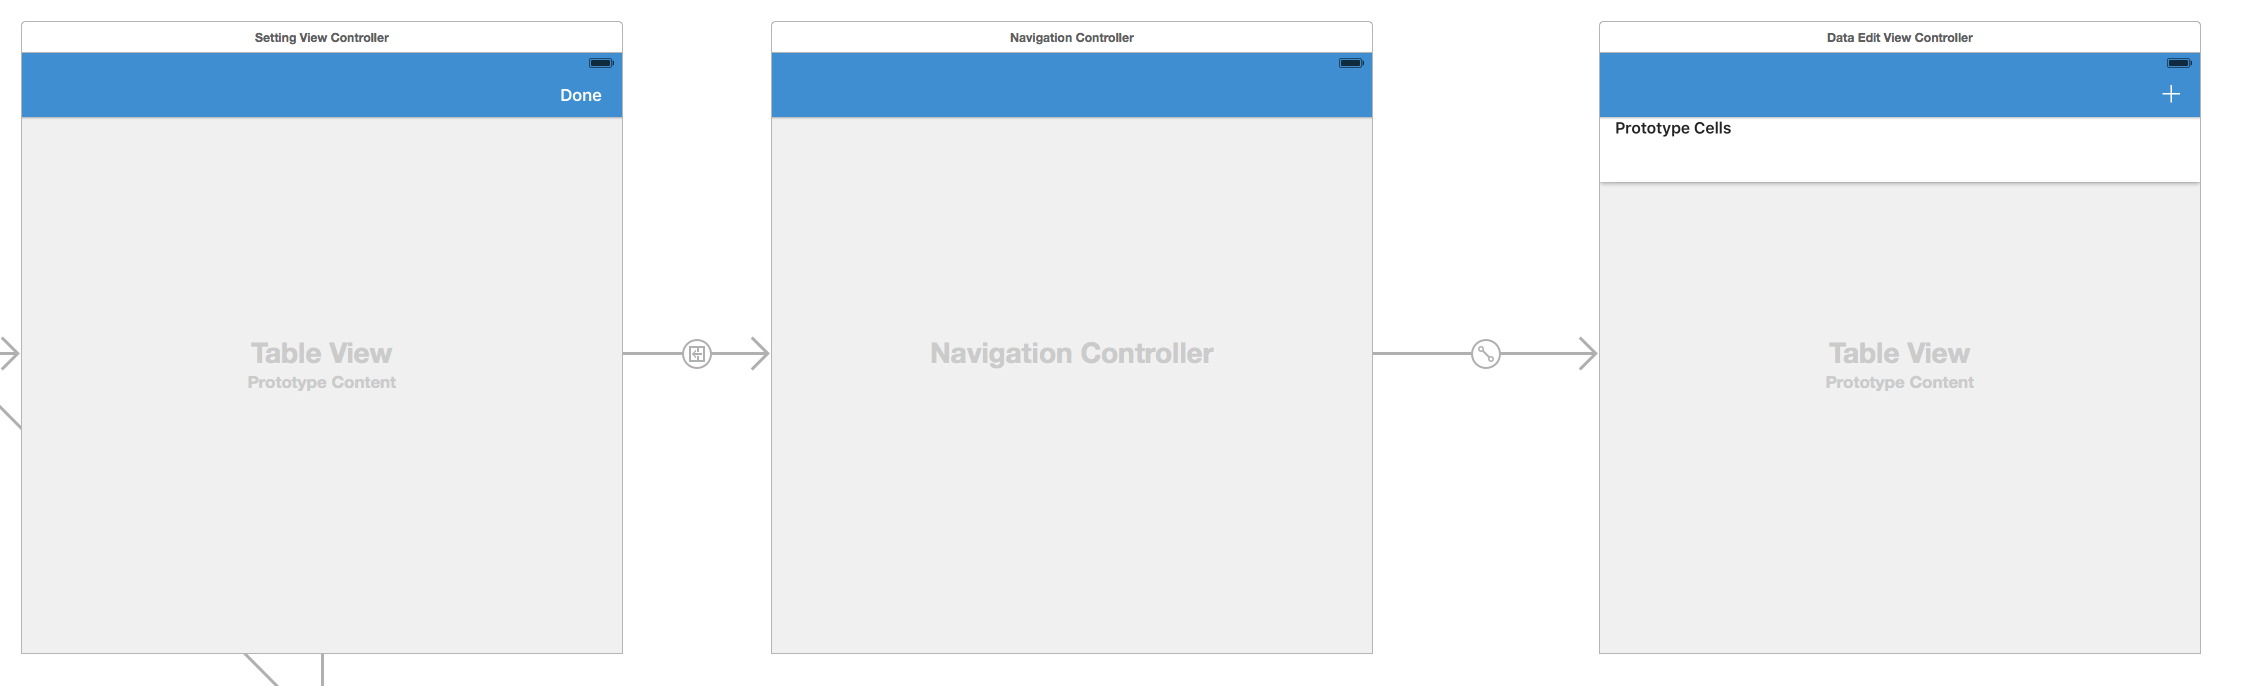 Setting View Controller
Done
Table View
Prototype Content
Navigation Controller
Navigation Controller
Data Edit View Controller
Prototype Cells
Table View
Prototype Content